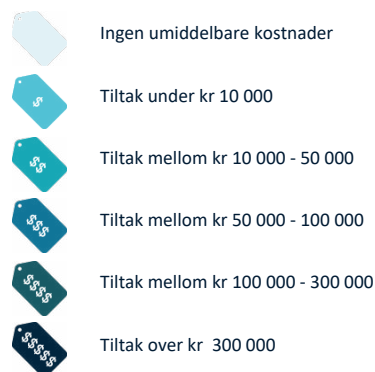 Ingen umiddelbare kostnader
$
Tiltak under kr 10 000
$$
Tiltak mellom kr 10 000 - 50 000
$$$
Tiltak mellom kr 50 000 - 100 000
$$$$
Tiltak mellom kr 100 000 - 300 000
$$$$$
Tiltak over kr  300 000